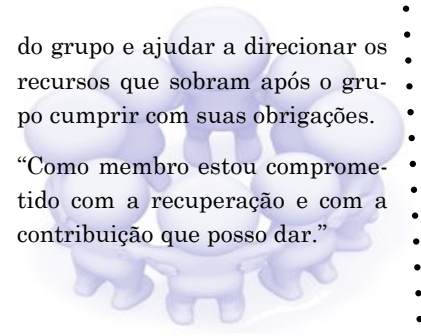 do grupo e ajudar a direcionar os
recursos que sobram após o gru-
po cumprir com suas obrigações.
“Como membro estou comprome-
tido com a recuperação e com a
contribuição que posso dar.”